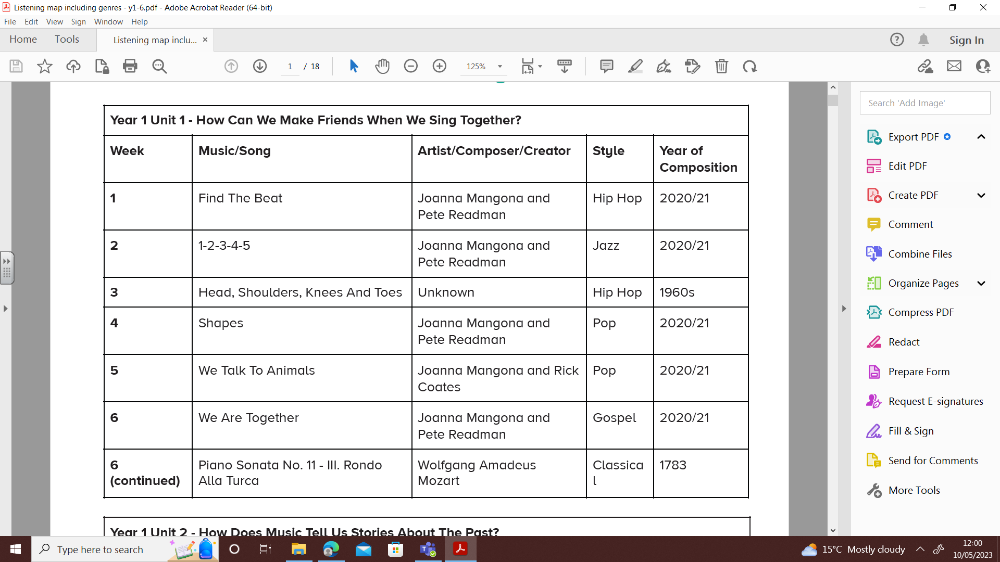 Listening map including genres - y1-6.pdf - Adobe Acrobat Reader (64-bit)
File Edit View Sign Window Help
Home Tools Listening map inclu... × Sign In
1 / 18 125%
Year 1 Unit 1 - How Can We Make Friends When We Sing Together?
Week Music/Song Artist/Composer/Creator Style Year of
Composition
1 Find The Beat Joanna Mangona and Hip Hop 2020/21
Pete Readman
2 1-2-3-4-5 Joanna Mangona and Jazz 2020/21
Pete Readman
3 Head, Shoulders, Knees And Toes Unknown Hip Hop 1960s
4 Shapes Joanna Mangona and Pop 2020/21
Pete Readman
5 We Talk To Animals Joanna Mangona and Rick Pop 2020/21
Coates
6 We Are Together Joanna Mangona and Gospel 2020/21
Pete Readman
6 Piano Sonata No. 11 - III. Rondo Wolfgang Amadeus Classica 1783
(continued) Alla Turca Mozart l
Year 1 Unit 2 - How Does Music Tell Us Stories About The Past?
Search 'Add Image'
Export PDF
Edit PDF
Create PDF
Comment
Combine Files
Organize Pages
Compress PDF
Redact
Prepare Form
Request E-signatures
Fill & Sign
Send for Comments
More Tools
Type here to search
15°C Mostly cloudy
12:00
10/05/2023